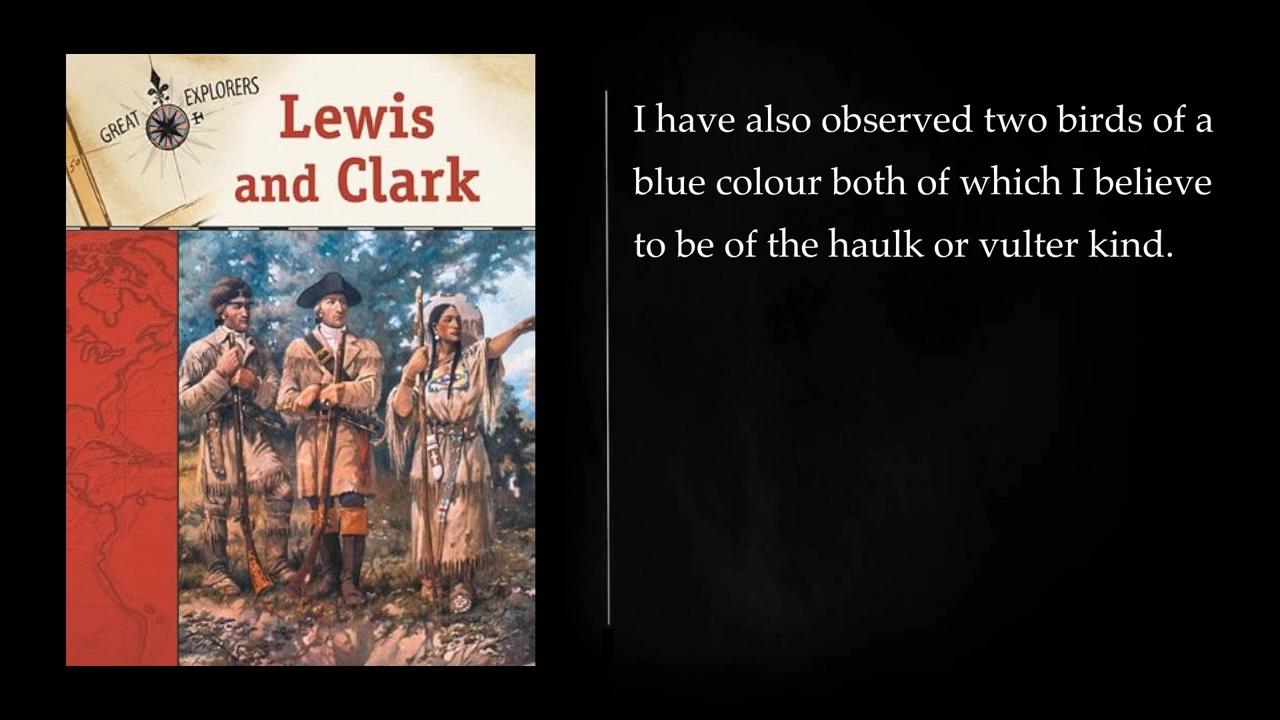 GREAT EXPLORERS
Lewis
and Clark
50
I have also observed two birds of a
blue colour both of which I believe
to be of the haulk or vulter kind.